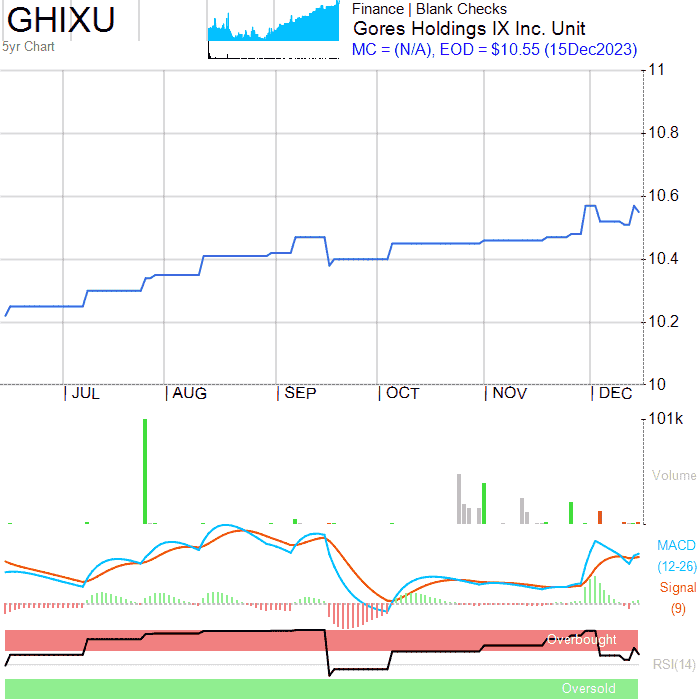 GHIXU
5yr Chart
Finance | Blank Checks
Gores Holdings IX Inc. Unit
MC = (N/A), EOD = $10.55 (15Dec2023)
11
10.8
10.6
10.4
10.2
10
| JUL | AUG | SEP | OCT | NOV | DEC
101k
Volume
MACD
(12-26)
Signal
(9)
Overbought
RSI(14)
Oversold